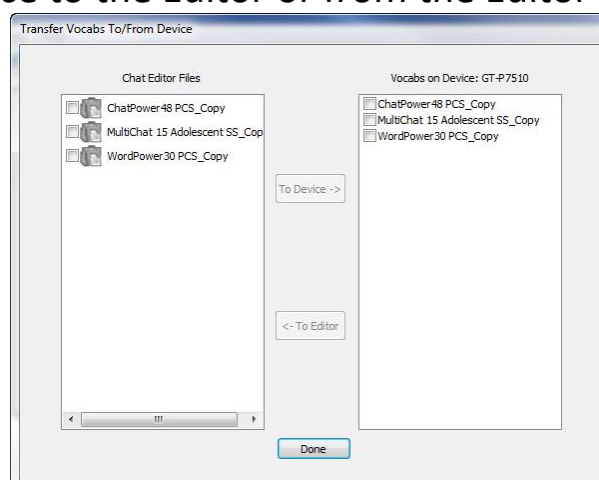 se to the Editor or from the Editor
Transfer Vocabs To/From Device
Chat Editor Files
ChatPower48 PCS_Copy
MultiChat 15 Adolescent SS_Cop
WordPower30 PCS_Copy
To Device ->
<- To Editor
Vocabs on Device: GT-P7510
ChatPower48 PCS_Copy
MultiChat 15 Adolescent SS_Copy
WordPower30 PCS_Copy
Done